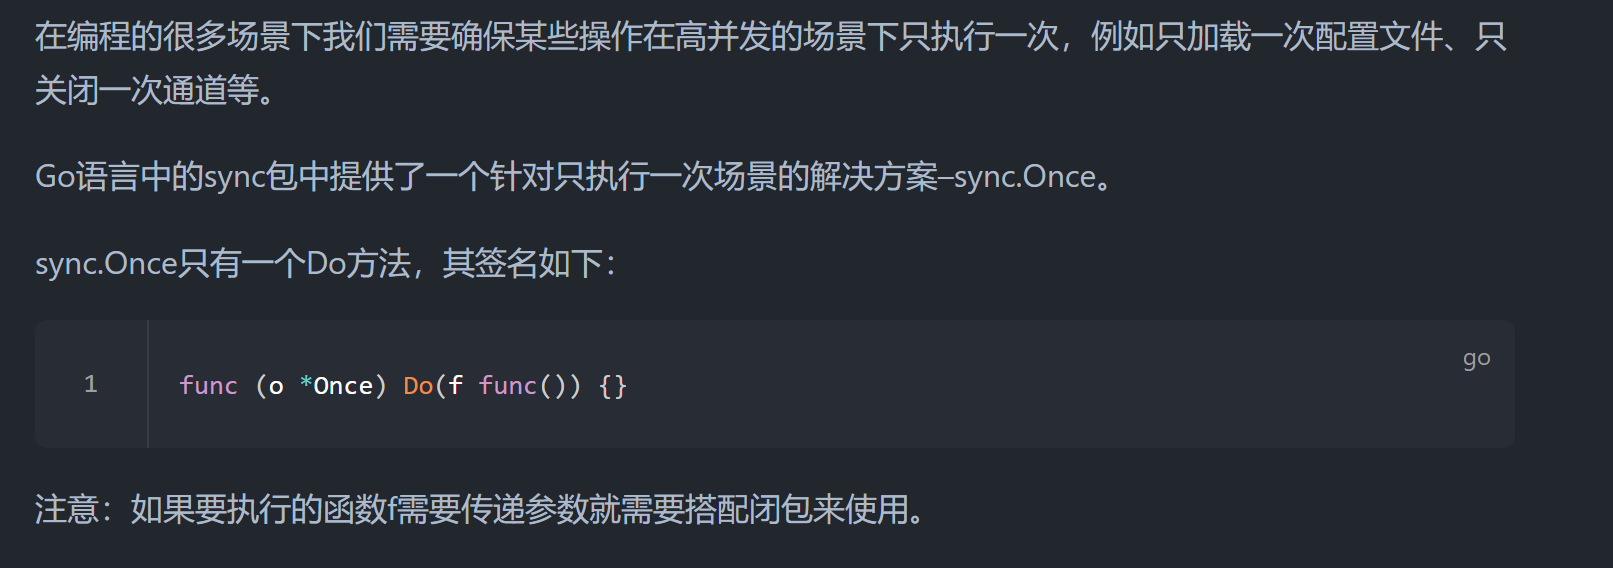 在编程的很多场景下我们需要确保某些操作在高并发的场景下只执行一次，例如只加载一次配置文件、只
关闭一次通道等。
Go语言中的sync包中提供了一个针对只执行一次场景的解决方案–sync.Once。
sync.Once只有一个Do方法，其签名如下：
go
1 func (o *Once) Do(f func()) {}
注意：如果要执行的函数f需要传递参数就需要搭配闭包来使用。